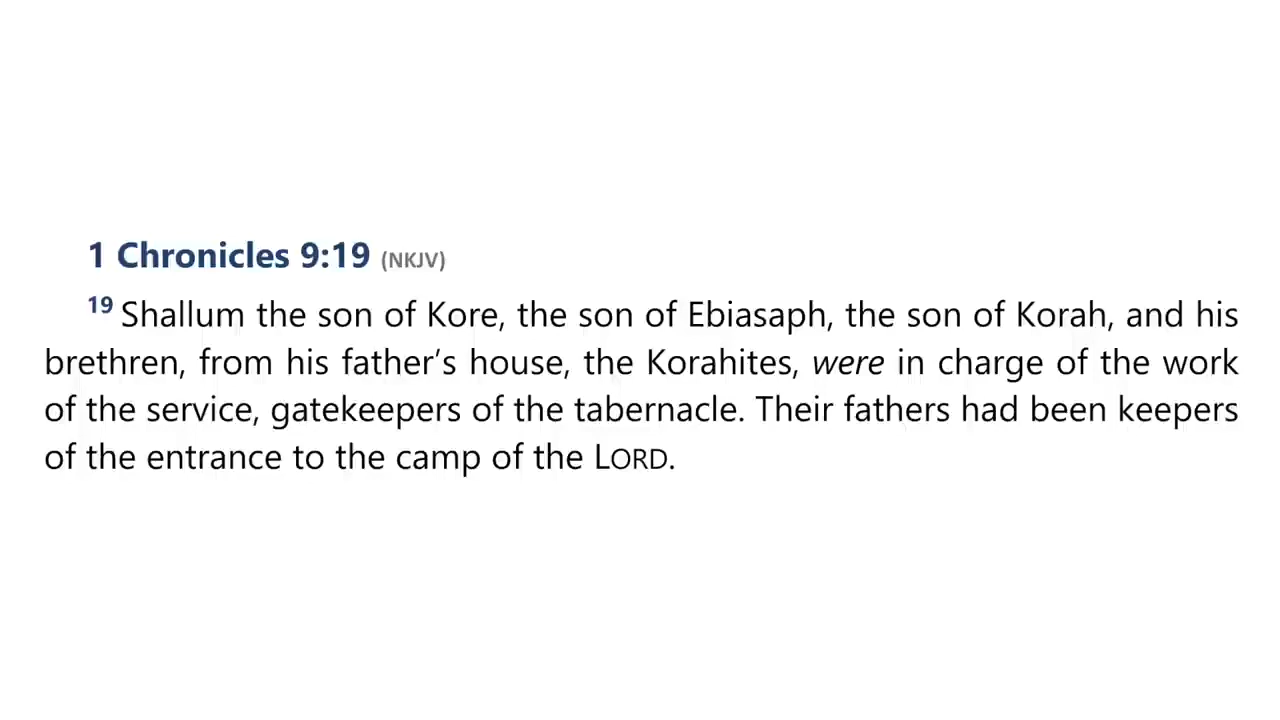 1 Chronicles 9:19 (NKJV)
19 Shallum the son of Kore, the son of Ebiasaph, the son of Korah, and his
brethren, from his father’s house, the Korahites, were in charge of the work
of the service, gatekeepers of the tabernacle. Their fathers had been keepers
of the entrance to the camp of the LORD.